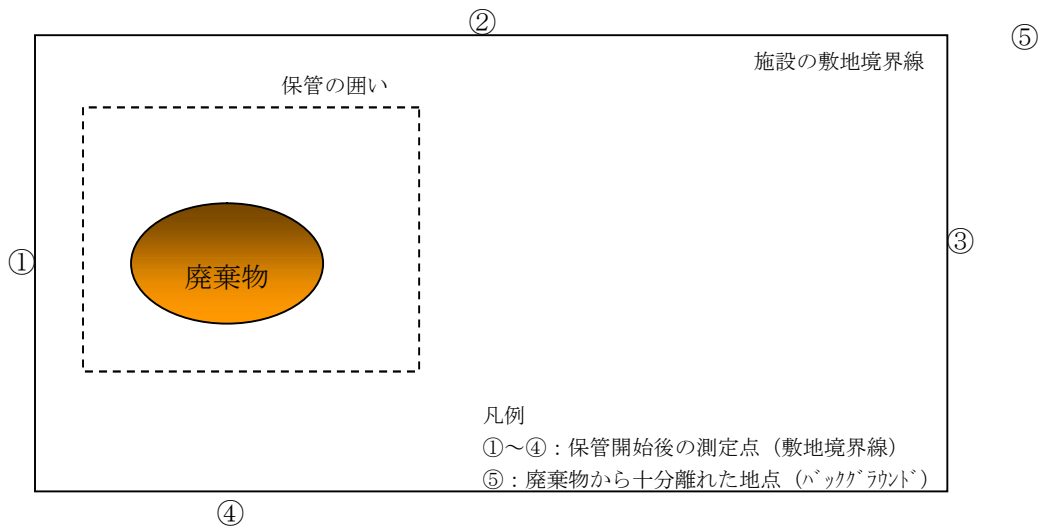 ②
⑤
施設の敷地境界線
保管の囲い
①
廃棄物
③
凡例
①~④:保管開始後の測定点(敷地境界線)
⑤:廃棄物から十分離れた地点(ﾊﾞｯｸｸﾞﾗｳﾝﾄﾞ)
④